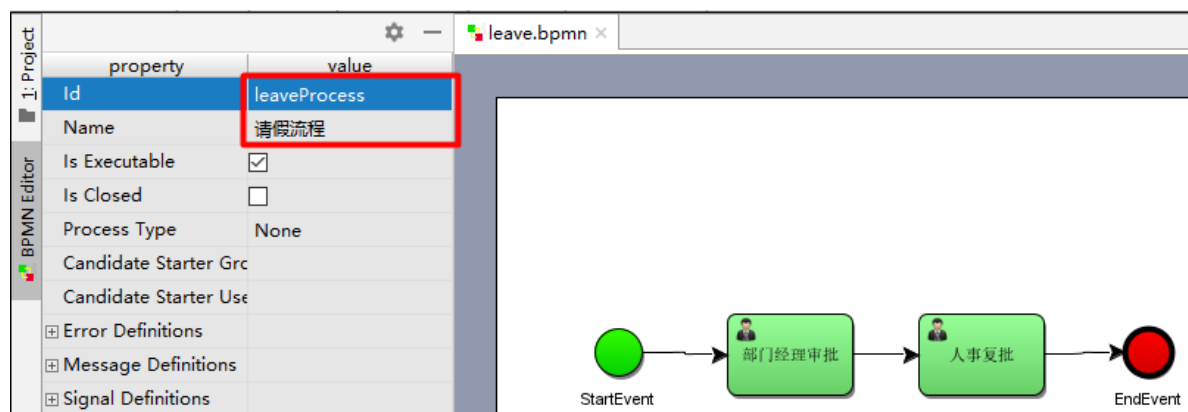 1: Project
BPMN Editor
leave.bpmn
property value
Id leaveProcess
Name 请假流程
Is Executable
Is Closed
Process Type None
Candidate Starter Gro
Candidate Starter Use
Error Definitions
Message Definitions
Signal Definitions
部门经理审批
人事复批
StartEvent
EndEvent